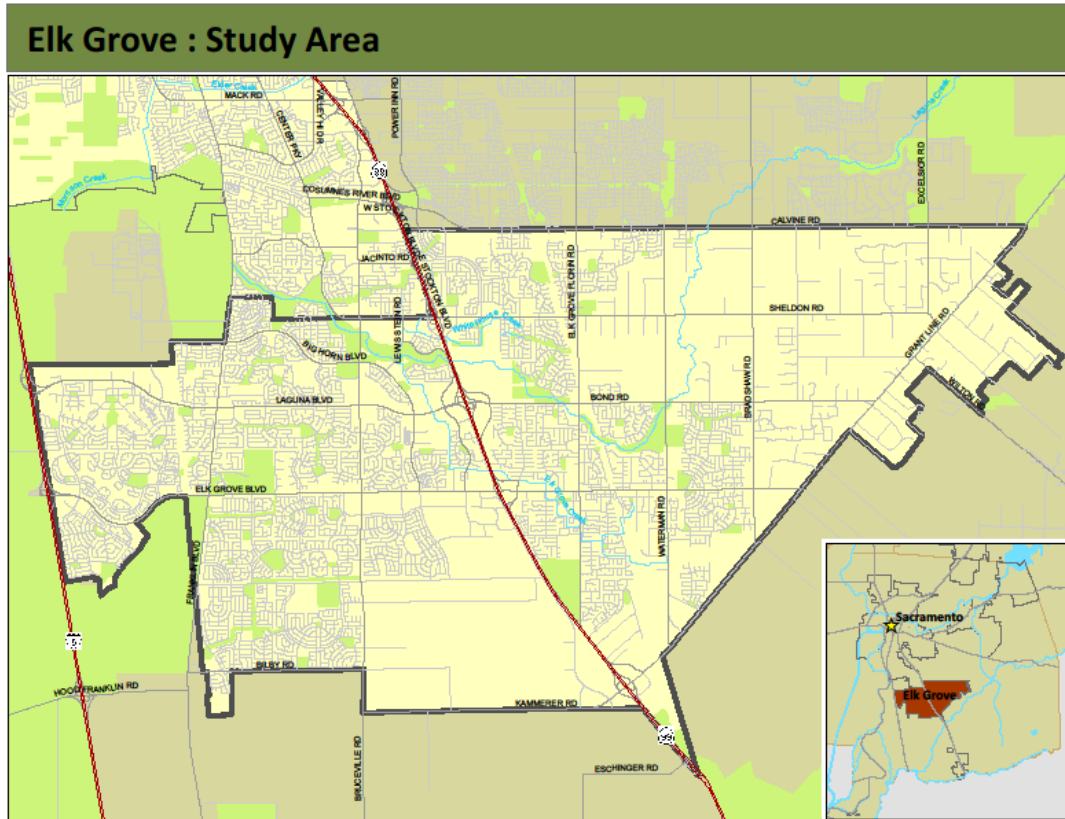 Elk Grove : Study Area
Elder Creek
MACK RD
VALLEY HI DR
POWER INN RD
CENTER PKY
Laguna Creek
EXCELSIOR RD
99
Morrison Creek
COSUMNES RIVER BLVD
CALVINE RD
JACINTO RD
E STOCKTON BLVD
ELK GROVE FLORIN RD
LEWIS STEIN RD
SHELDON RD
Whitehouse Creek
GRANT LINE RD
BIG HORN BLVD
BRADSHAW RD
WILTON RD
LAGUNA BLVD
BOND RD
ELK GROVE BLVD
Elk Grove Creek
WATERMAN RD
FRANKLIN BLVD
5
BILBY RD
HOOD FRANKLIN RD
KAMMERER RD
99
BRUCEVILLE RD
ESCHINGER RD
Sacramento
Elk Grove